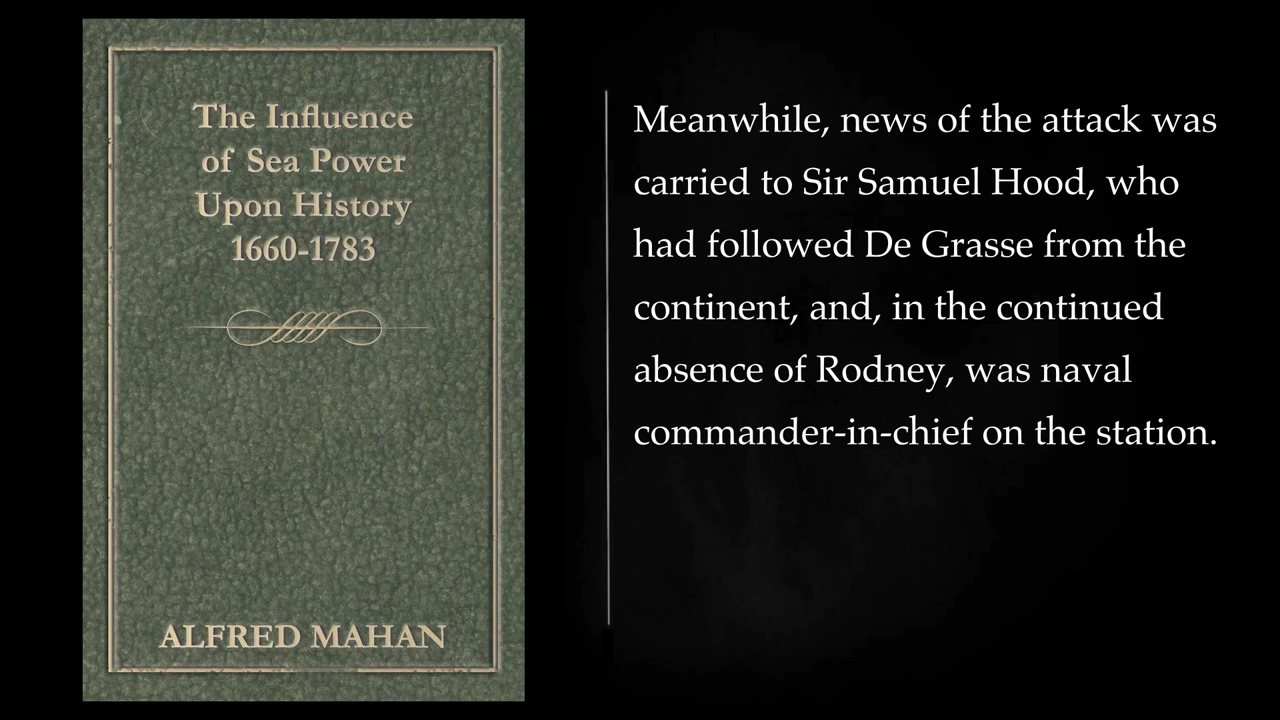 The Influence
of Sea Power
Upon History
1660-1783
ALFRED MAHAN
Meanwhile, news of the attack was
carried to Sir Samuel Hood, who
had followed De Grasse from the
continent, and, in the continued
absence of Rodney, was naval
commander-in-chief on the station.